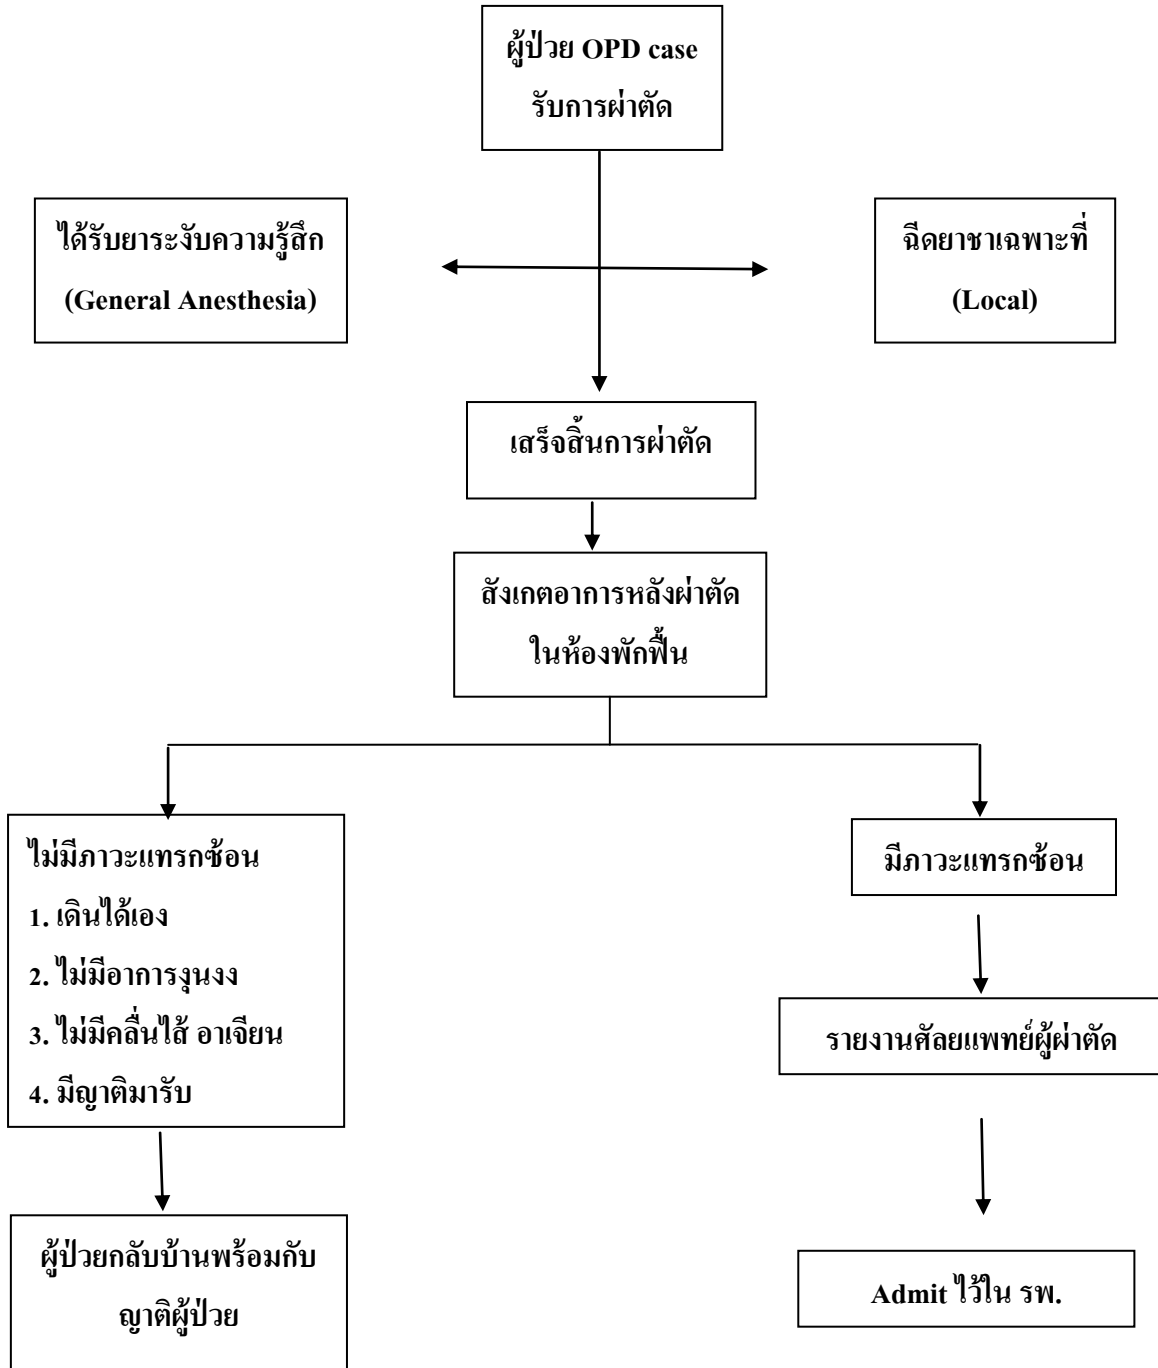 ผู้ป่วย OPD case
รับการผ่าตัด
ได้รับยาระงับความรู้สึก
(General Anesthesia)
ฉีดยาชาเฉพาะที่
(Local)
เสร็จสิ้นการผ่าตัด
สังเกตอาการหลังผ่าตัด
ในห้องพักฟื้น
ไม่มีภาวะแทรกซ้อน
1. เดินได้เอง
2. ไม่มีอาการงุนงง
3. ไม่มีคลื่นไส้ อาเจียน
4. มีญาติมารับ
มีภาวะแทรกซ้อน
รายงานศัลยแพทย์ผู้ผ่าตัด
ผู้ป่วยกลับบ้านพร้อมกับ
ญาติผู้ป่วย
Admit ไว้ใน รพ.